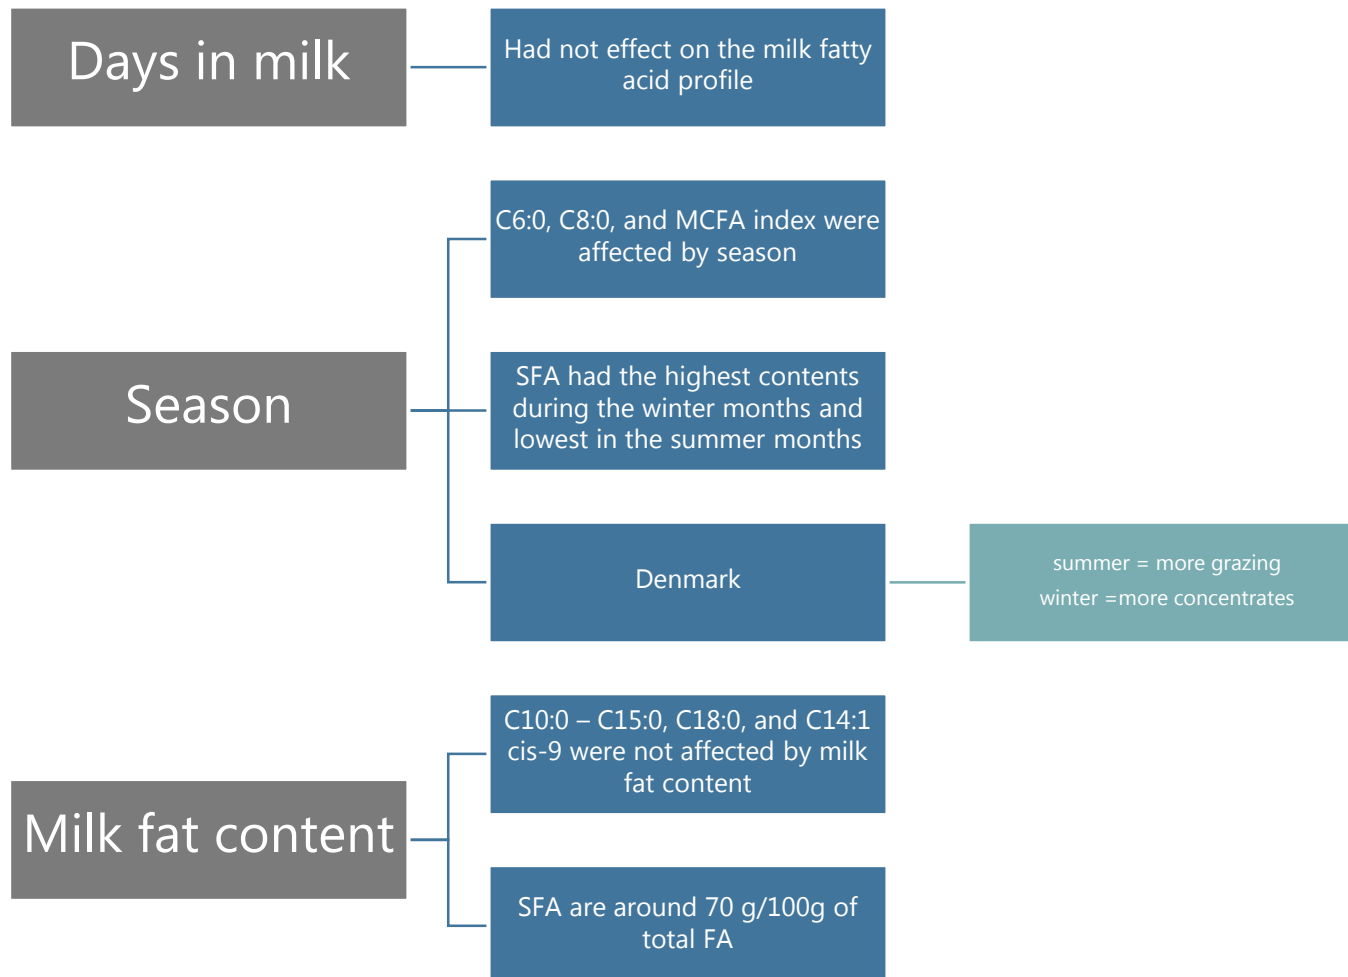 Days in milk
Had not effect on the milk fatty
acid profile
Season
C6:0, C8:0, and MCFA index were
affected by season
SFA had the highest contents
during the winter months and
lowest in the summer months
Denmark
summer = more grazing
winter =more concentrates
Milk fat content
C10:0 – C15:0, C18:0, and C14:1
cis-9 were not affected by milk
fat content
SFA are around 70 g/100g of
total FA